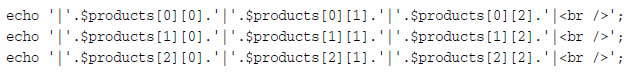 echo '|'.$products[0][0].'|'.$products[0][1].'|'.$products[0][2].'|<br />';
echo '|'.$products[1][0].'|'.$products[1][1].'|'.$products[1][2].'|<br />';
echo '|'.$products[2][0].'|'.$products[2][1].'|'.$products[2][2].'|<br />';